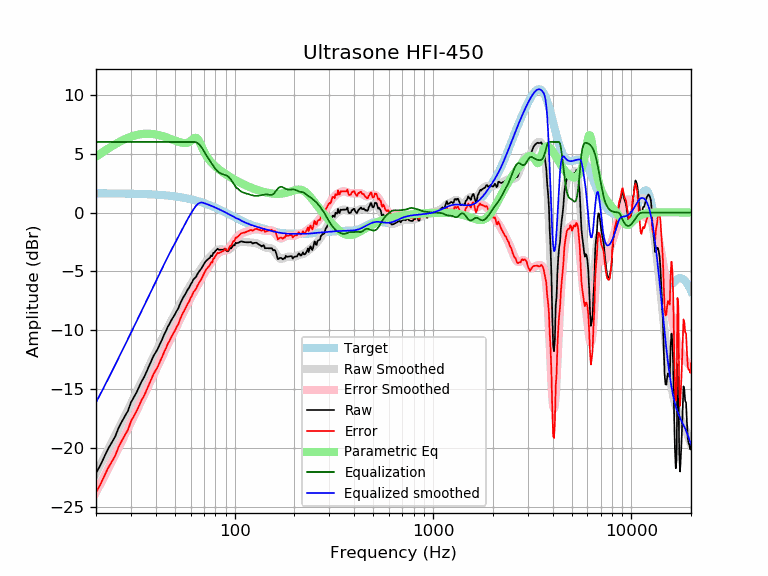 Ultrasone HFI-450
10
5
0
−5
−10
−15
−20
−25
Amplitude (dBr)
Target
Raw Smoothed
Error Smoothed
Raw
Error
Parametric Eq
Equalization
Equalized smoothed
100 1000 10000
Frequency (Hz)